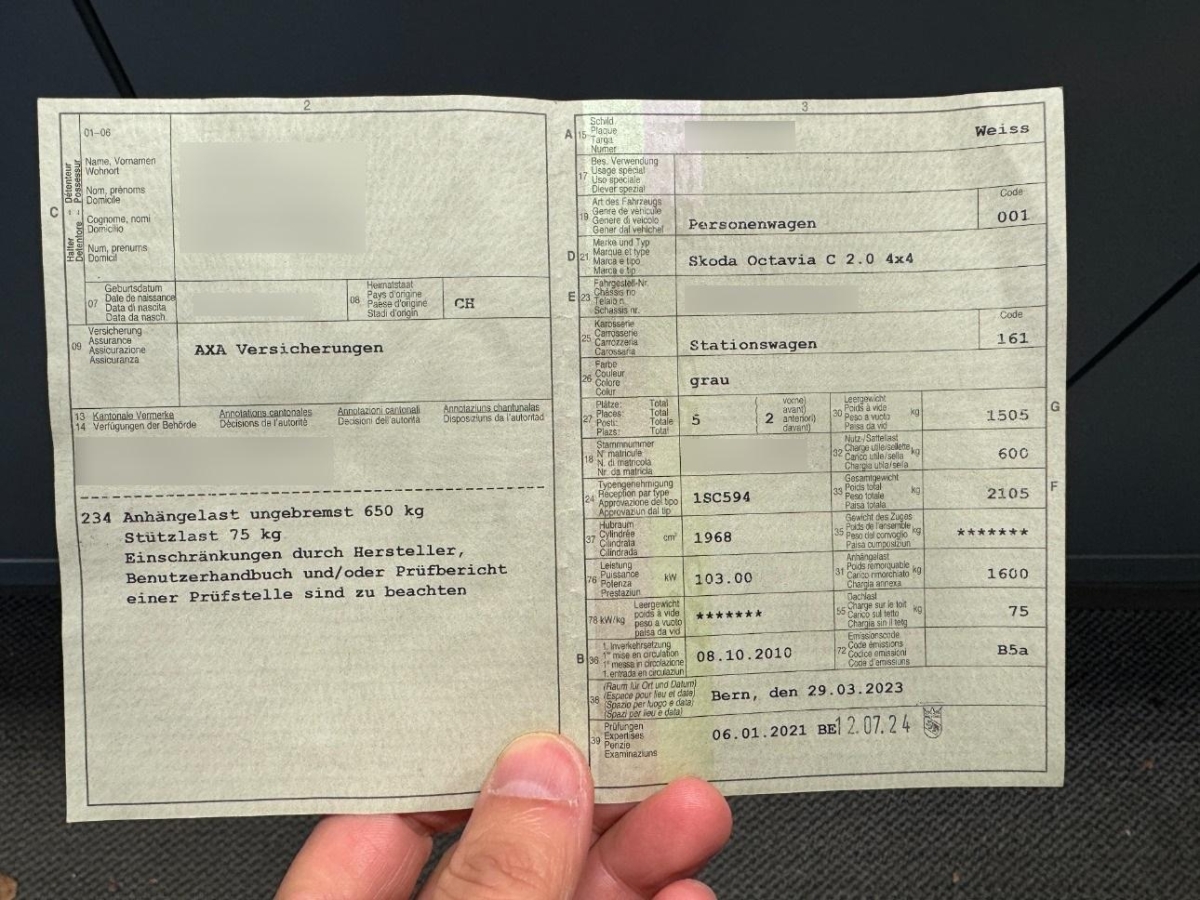 2
01-06
C
Halter – Détenteur
Detentore – Possessur
Name, Vornamen
Wohnort
Nom, prénoms
Domicile
Cognome, nomi
Domicilio
Num, prenums
Domicil
07
Geburtsdatum
Date de naissance
Data di nascita
Data da nasch.
08
Heimatstaat
Pays d'origine
Paese d'origine
Stadi d'origin
CH
09
Versicherung
Assurance
Assicurazione
Assicuranza
AXA Versicherungen
13 Kantonale Vermerke Annotations cantonales Annotazioni cantonali Annotaziuns chantunalas
14 Verfügungen der Behörde Décisions de l'autorité Decisioni dell'autorità Disposiziuns da l'autoritad
234 Anhängelast ungebremst 650 kg
Stützlast 75 kg
Einschränkungen durch Hersteller,
Benutzerhandbuch und/oder Prüfbericht
einer Prüfstelle sind zu beachten
3
A
15
Schild
Plaque
Targa
Numer
Weiss
17
Bes. Verwendung
Usage spécial
Uso speciale
Diever spezial
19
Art des Fahrzeugs
Genre de véhicule
Genere di veicolo
Gener dal vehichel
Personenwagen
Code
001
D
21
Marke und Typ
Marque et type
Marca e tipo
Marca e tip
Skoda Octavia C 2.0 4x4
E
23
Fahrgestell-Nr.
Châssis no
Telaio n.
Schassis nr.
25
Karosserie
Carrosserie
Carrozzeria
Carossaria
Stationswagen
Code
161
26
Farbe
Couleur
Colore
Colur
grau
27
Plätze: Total
Places: Total
Posti: Totale
Plazs: Total
5
2
vorne)
avant)
anteriori)
davant)
30
Leergewicht
Poids à vide
Peso a vuoto
Paisa da vid
kg
1505
G
18
Stammnummer
N° matricule
N. di matricola
Nr. da matricla
32
Nutz-/Sattellast
Charge utile/sellette
Carico utile/sella
Chargia utila/sella
kg
600
24
Typengenehmigung
Réception par type
Approvazione del tipo
Approvaziun dal tip
1SC594
33
Gesamtgewicht
Poids total
Peso totale
Paisa totala
kg
2105
F
37
Hubraum
Cylindrée
Cilindrata
Cilindrada
cm³
1968
35
Gewicht des Zuges
Poids de l'ensemble
Peso del convoglio
Paisa cumposiziun
kg
*******
76
Leistung
Puissance
Potenza
Prestaziun
kW
103.00
31
Anhängelast
Poids remorquable
Carico rimorchiato
Chargia annexa
kg
1600
78 kW/kg
Leergewicht
poids à vide
peso a vuoto
paisa da vid
*******
55
Dachlast
Charge sur le toit
Carico sul tetto
Chargia sin il tetg
kg
75
B
36
1. Inverkehrsetzung
1re mise en circulation
1a messa in circolazione
1. entrada en circulaziun
08.10.2010
72
Emissionscode
Code émissions
Codice emissioni
Code d'emissiuns
B5a
38
(Raum für Ort und Datum)
(Espace pour lieu et date)
(Spazio per luogo e data)
(Spazi per lieu e data)
Bern, den 29.03.2023
39
Prüfungen
Expertises
Perizie
Examinaziuns
06.01.2021 BE 12.07.24